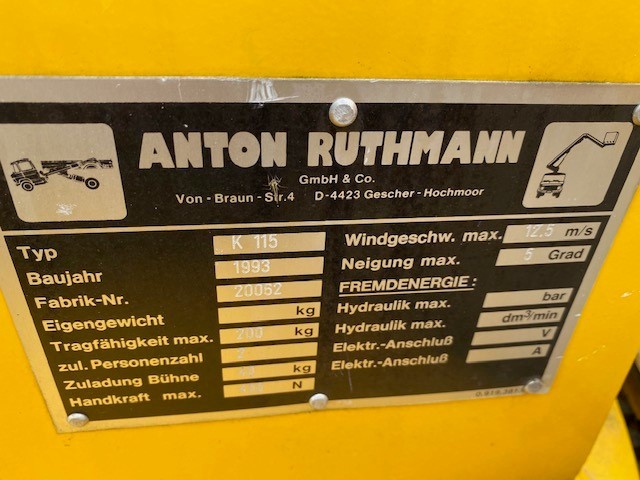 ANTON RUTHMANN
GmbH & Co.
Von - Braun - Str.4 D-4423 Gescher - Hochmoor
Typ K 115
Baujahr 1993
Fabrik-Nr. 20052
Eigengewicht kg
Tragfähigkeit max. 200 kg
zul. Personenzahl 2
Zuladung Bühne kg
Handkraft max. N
Windgeschw. max. 12.5 m/s
Neigung max. 5 Grad
FREMDENERGIE:
Hydraulik max. bar
Hydraulik max. dm³/min
Elektr.-Anschluß V
Elektr.-Anschluß A